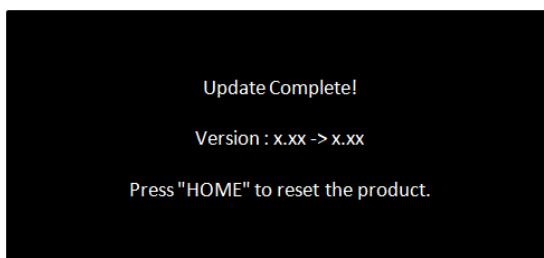 Update Complete!
Version : x.xx -> x.xx
Press "HOME" to reset the product.